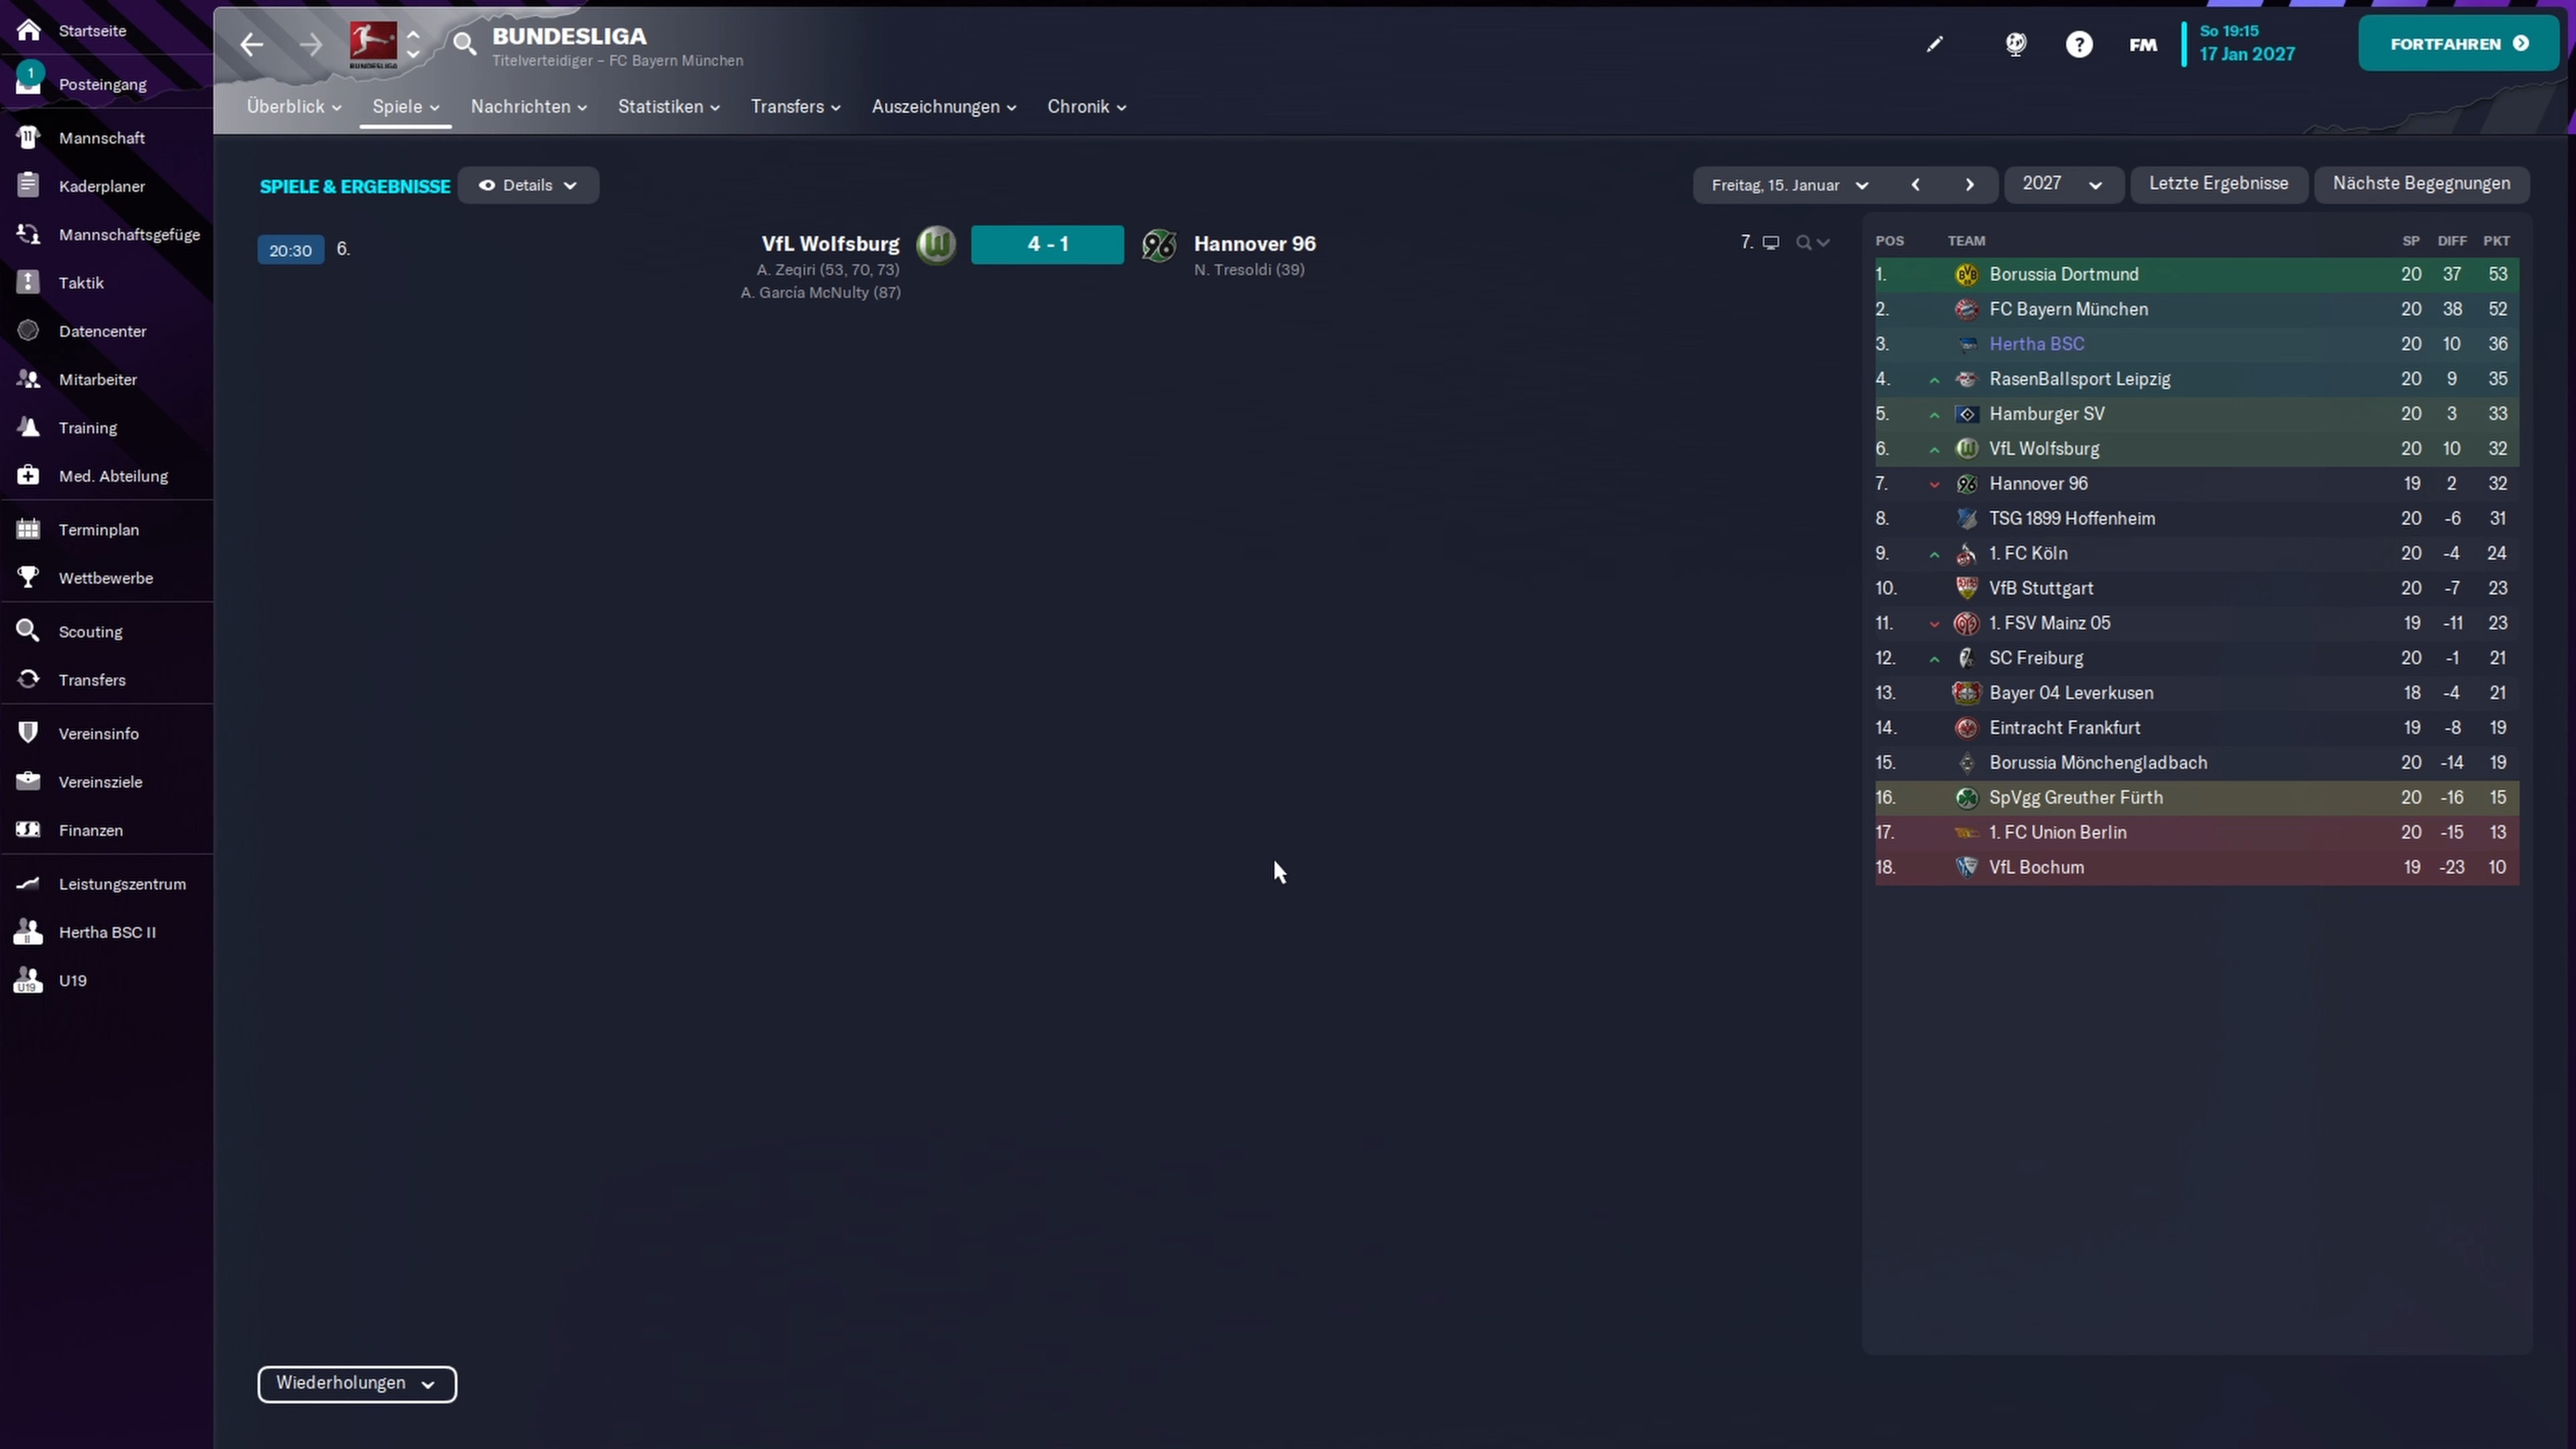 Startseite
1
Posteingang
Mannschaft
Kaderplaner
Mannschaftsgefüge
Taktik
Datencenter
Mitarbeiter
Training
Med. Abteilung
Terminplan
Wettbewerbe
Scouting
Transfers
Vereinsinfo
Vereinsziele
Finanzen
Leistungszentrum
Hertha BSC II
U19
BUNDESLIGA
Titelverteidiger – FC Bayern München
FM
So 19:15
17 Jan 2027
FORTFAHREN
Überblick Spiele Nachrichten Statistiken Transfers Auszeichnungen Chronik
SPIELE & ERGEBNISSE Details
Freitag, 15. Januar 2027 Letzte Ergebnisse Nächste Begegnungen
20:30 6. VfL Wolfsburg 4 - 1 Hannover 96 7.
A. Zeqiri (53, 70, 73) N. Tresoldi (39)
A. García McNulty (87)
POS TEAM SP DIFF PKT
1. Borussia Dortmund 20 37 53
2. FC Bayern München 20 38 52
3. Hertha BSC 20 10 36
4. RasenBallsport Leipzig 20 9 35
5. Hamburger SV 20 3 33
6. VfL Wolfsburg 20 10 32
7. Hannover 96 19 2 32
8. TSG 1899 Hoffenheim 20 -6 31
9. 1. FC Köln 20 -4 24
10. VfB Stuttgart 20 -7 23
11. 1. FSV Mainz 05 19 -11 23
12. SC Freiburg 20 -1 21
13. Bayer 04 Leverkusen 18 -4 21
14. Eintracht Frankfurt 19 -8 19
15. Borussia Mönchengladbach 20 -14 19
16. SpVgg Greuther Fürth 20 -16 15
17. 1. FC Union Berlin 20 -15 13
18. VfL Bochum 19 -23 10
Wiederholungen